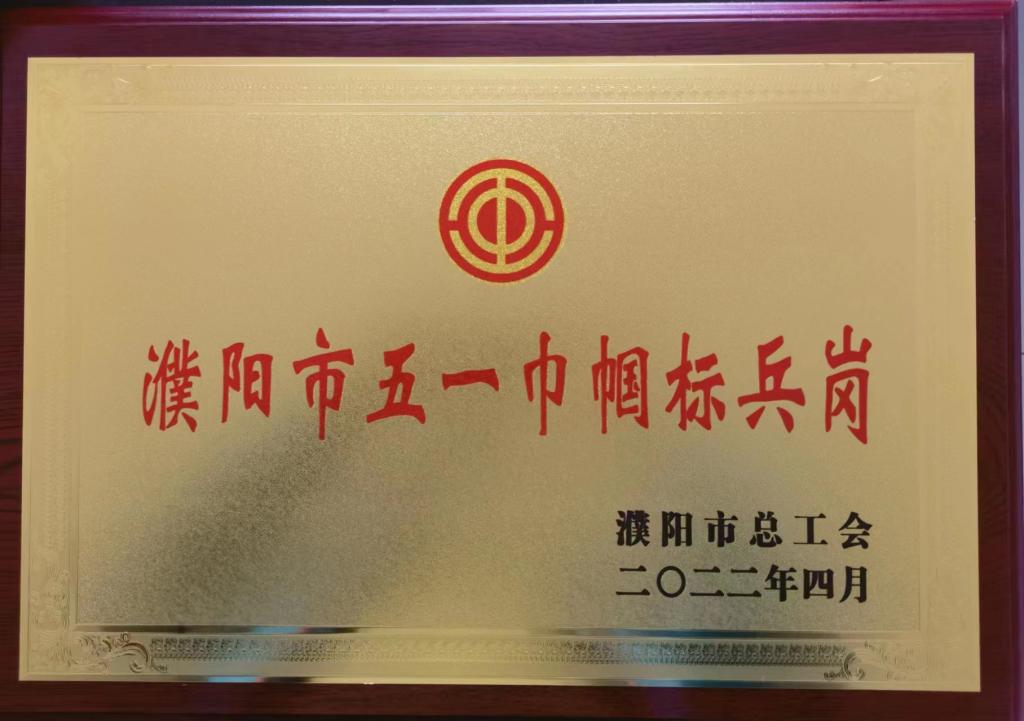 濮阳市五一巾帼标兵岗
濮阳市总工会
二〇二二年四月